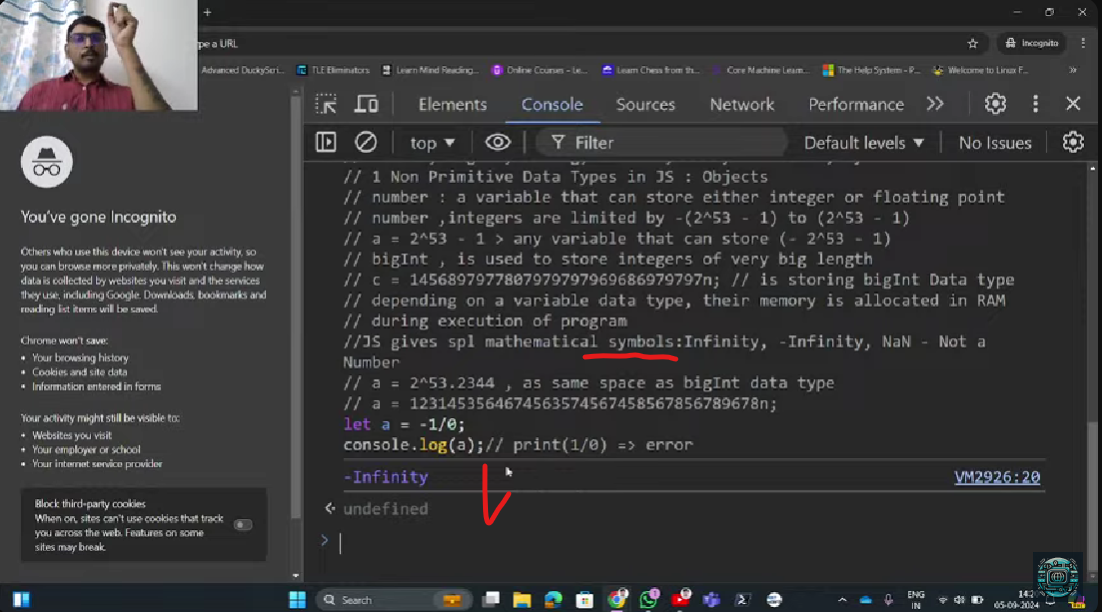 pe a URL
Incognito
Advanced DuckyScri...
TLE Eliminators
Learn Mind Reading...
Online Courses - Le...
Learn Chess from th...
Core Machine Learn...
The Help System - P...
Welcome to Linux F...
Elements
Console
Sources
Network
Performance
top
Filter
Default levels
No Issues
You've gone Incognito
Others who use this device won't see your activity, so
you can browse more privately. This won't change how
data is collected by websites you visit and the services
they use, including Google. Downloads, bookmarks and
reading list items will be saved.
Chrome won't save:
Your browsing history
Cookies and site data
Information entered in forms
Your activity might still be visible to:
Websites you visit
Your employer or school
Your internet service provider
Block third-party cookies
When on, sites can't use cookies that track
you across the web. Features on some
sites may break.
// 1 Non Primitive Data Types in JS : Objects
// number : a variable that can store either integer or floating point
// number ,integers are limited by -(2^53 - 1) to (2^53 - 1)
// a = 2^53 - 1 > any variable that can store (- 2^53 - 1)
// bigInt , is used to store integers of very big length
// c = 1456897977807979797969686979797n; // is storing bigInt Data type
// depending on a variable data type, their memory is allocated in RAM
// during execution of program
//JS gives spl mathematical symbols:Infinity, -Infinity, NaN - Not a
Number
// a = 2^53.2344 , as same space as bigInt data type
// a = 1231453564674563574567458567856789678n;
let a = -1/0;
console.log(a);// print(1/0) => error
-Infinity
VM2926:20
undefined
Search
ENG
IN
05-09-2024